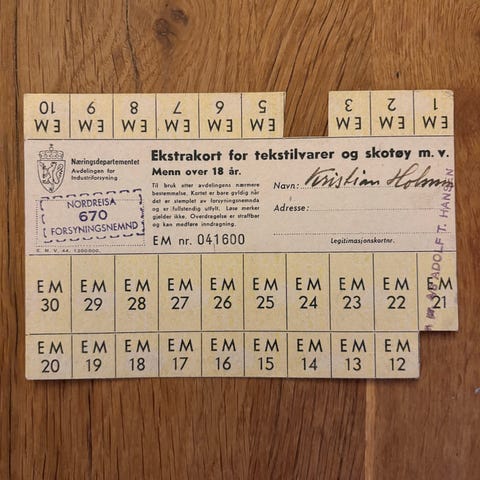 EM 10 EM 9 EM 8 EM 7 EM 6 EM 5 EM 3 EM 2 EM 1
Næringsdepartementet
Avdelingen for
Industriforsyning
NORDREISA
670
FORSYNINGSNEMND
E. M. V. 44. 1 200 000.
Ekstrakort for tekstilvarer og skotøy m. v.
Menn over 18 år.
Til bruk etter avdelingens nærmere
bestemmelse. Kortet er bare gyldig når
det er stemplet av forsyningsnemnda
og er fullstendig utfylt. Løse merker
gjelder ikke. Overdragelse er straffbar
og kan medføre inndragning.
EM nr. 041600
Navn: Kristian Holmn
Adresse:
Legitimasjonskortnr.
ADOLF T. HANSEN
EM 30 EM 29 EM 28 EM 27 EM 26 EM 25 EM 24 EM 23 EM 22 EM 21
EM 20 EM 19 EM 18 EM 17 EM 16 EM 15 EM 14 EM 13 EM 12